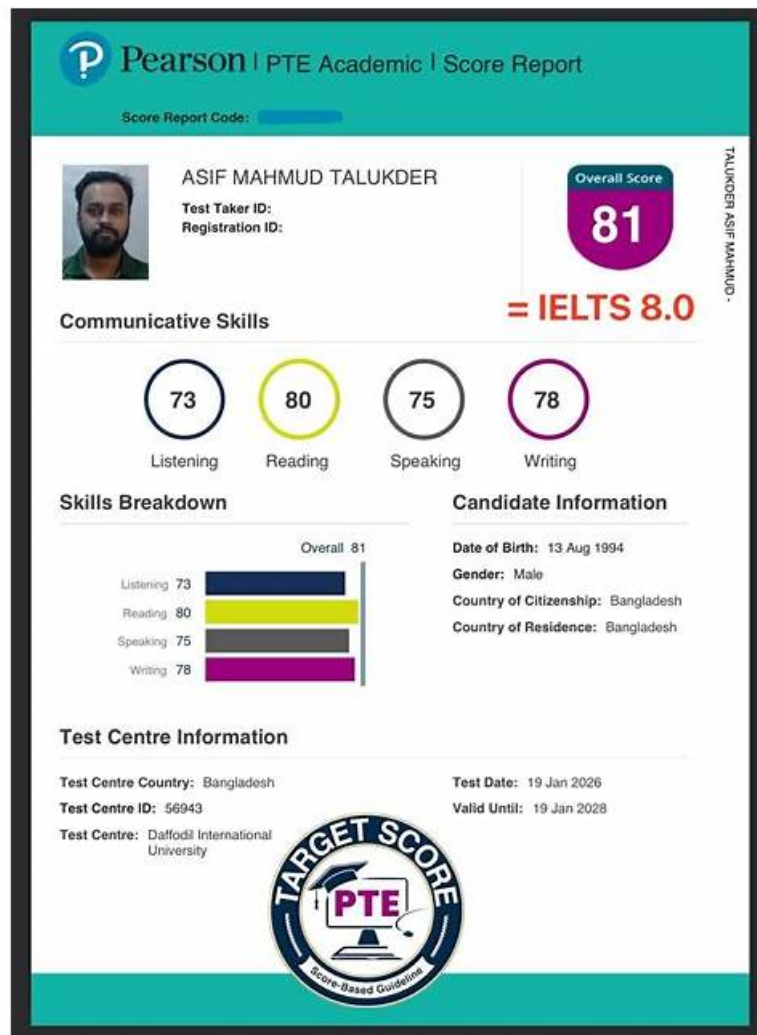 Pearson | PTE Academic | Score Report
Score Report Code:
ASIF MAHMUD TALUKDER
Test Taker ID:
Registration ID:
Overall Score
81
= IELTS 8.0
TALUKDER ASIF MAHMUD -
Communicative Skills
73 80 75 78
Listening Reading Speaking Writing
Skills Breakdown
Overall 81
Listening 73
Reading 80
Speaking 75
Writing 78
Candidate Information
Date of Birth: 13 Aug 1994
Gender: Male
Country of Citizenship: Bangladesh
Country of Residence: Bangladesh
Test Centre Information
Test Centre Country: Bangladesh
Test Centre ID: 56943
Test Centre: Daffodil International
University
Test Date: 19 Jan 2026
Valid Until: 19 Jan 2028
TARGET SCORE
PTE
Score-Based Guideline